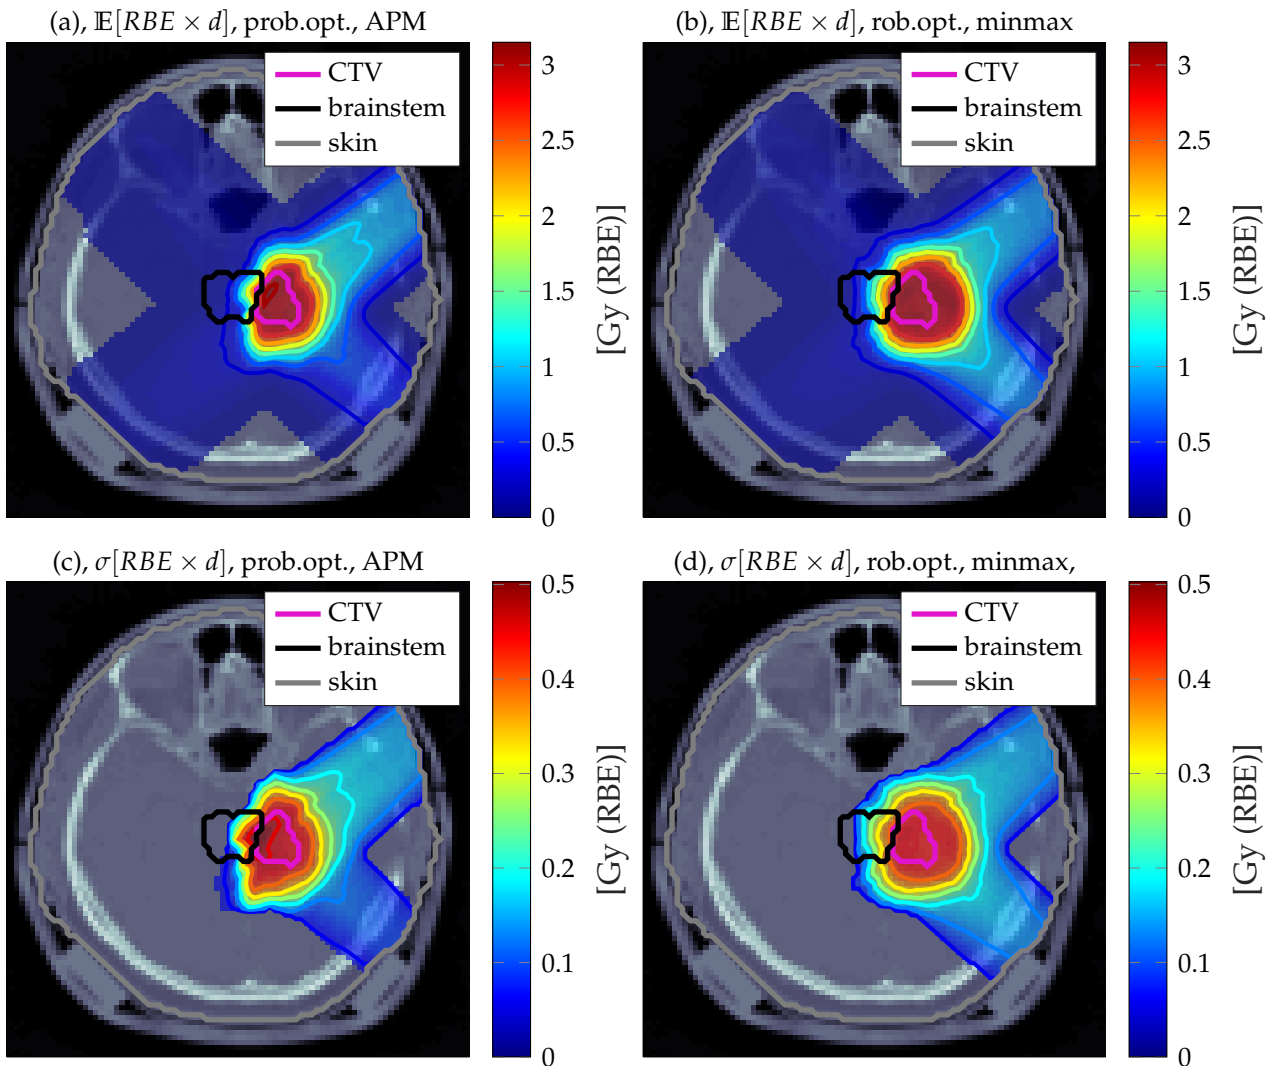 (a), 𝔼[RBE × d], prob.opt., APM
CTV
brainstem
skin
3
2.5
2
1.5
1
0.5
0
[Gy (RBE)]
(b), 𝔼[RBE × d], rob.opt., minmax
CTV
brainstem
skin
3
2.5
2
1.5
1
0.5
0
[Gy (RBE)]
(c), σ[RBE × d], prob.opt., APM
CTV
brainstem
skin
0.5
0.4
0.3
0.2
0.1
0
[Gy (RBE)]
(d), σ[RBE × d], rob.opt., minmax,
CTV
brainstem
skin
0.5
0.4
0.3
0.2
0.1
0
[Gy (RBE)]